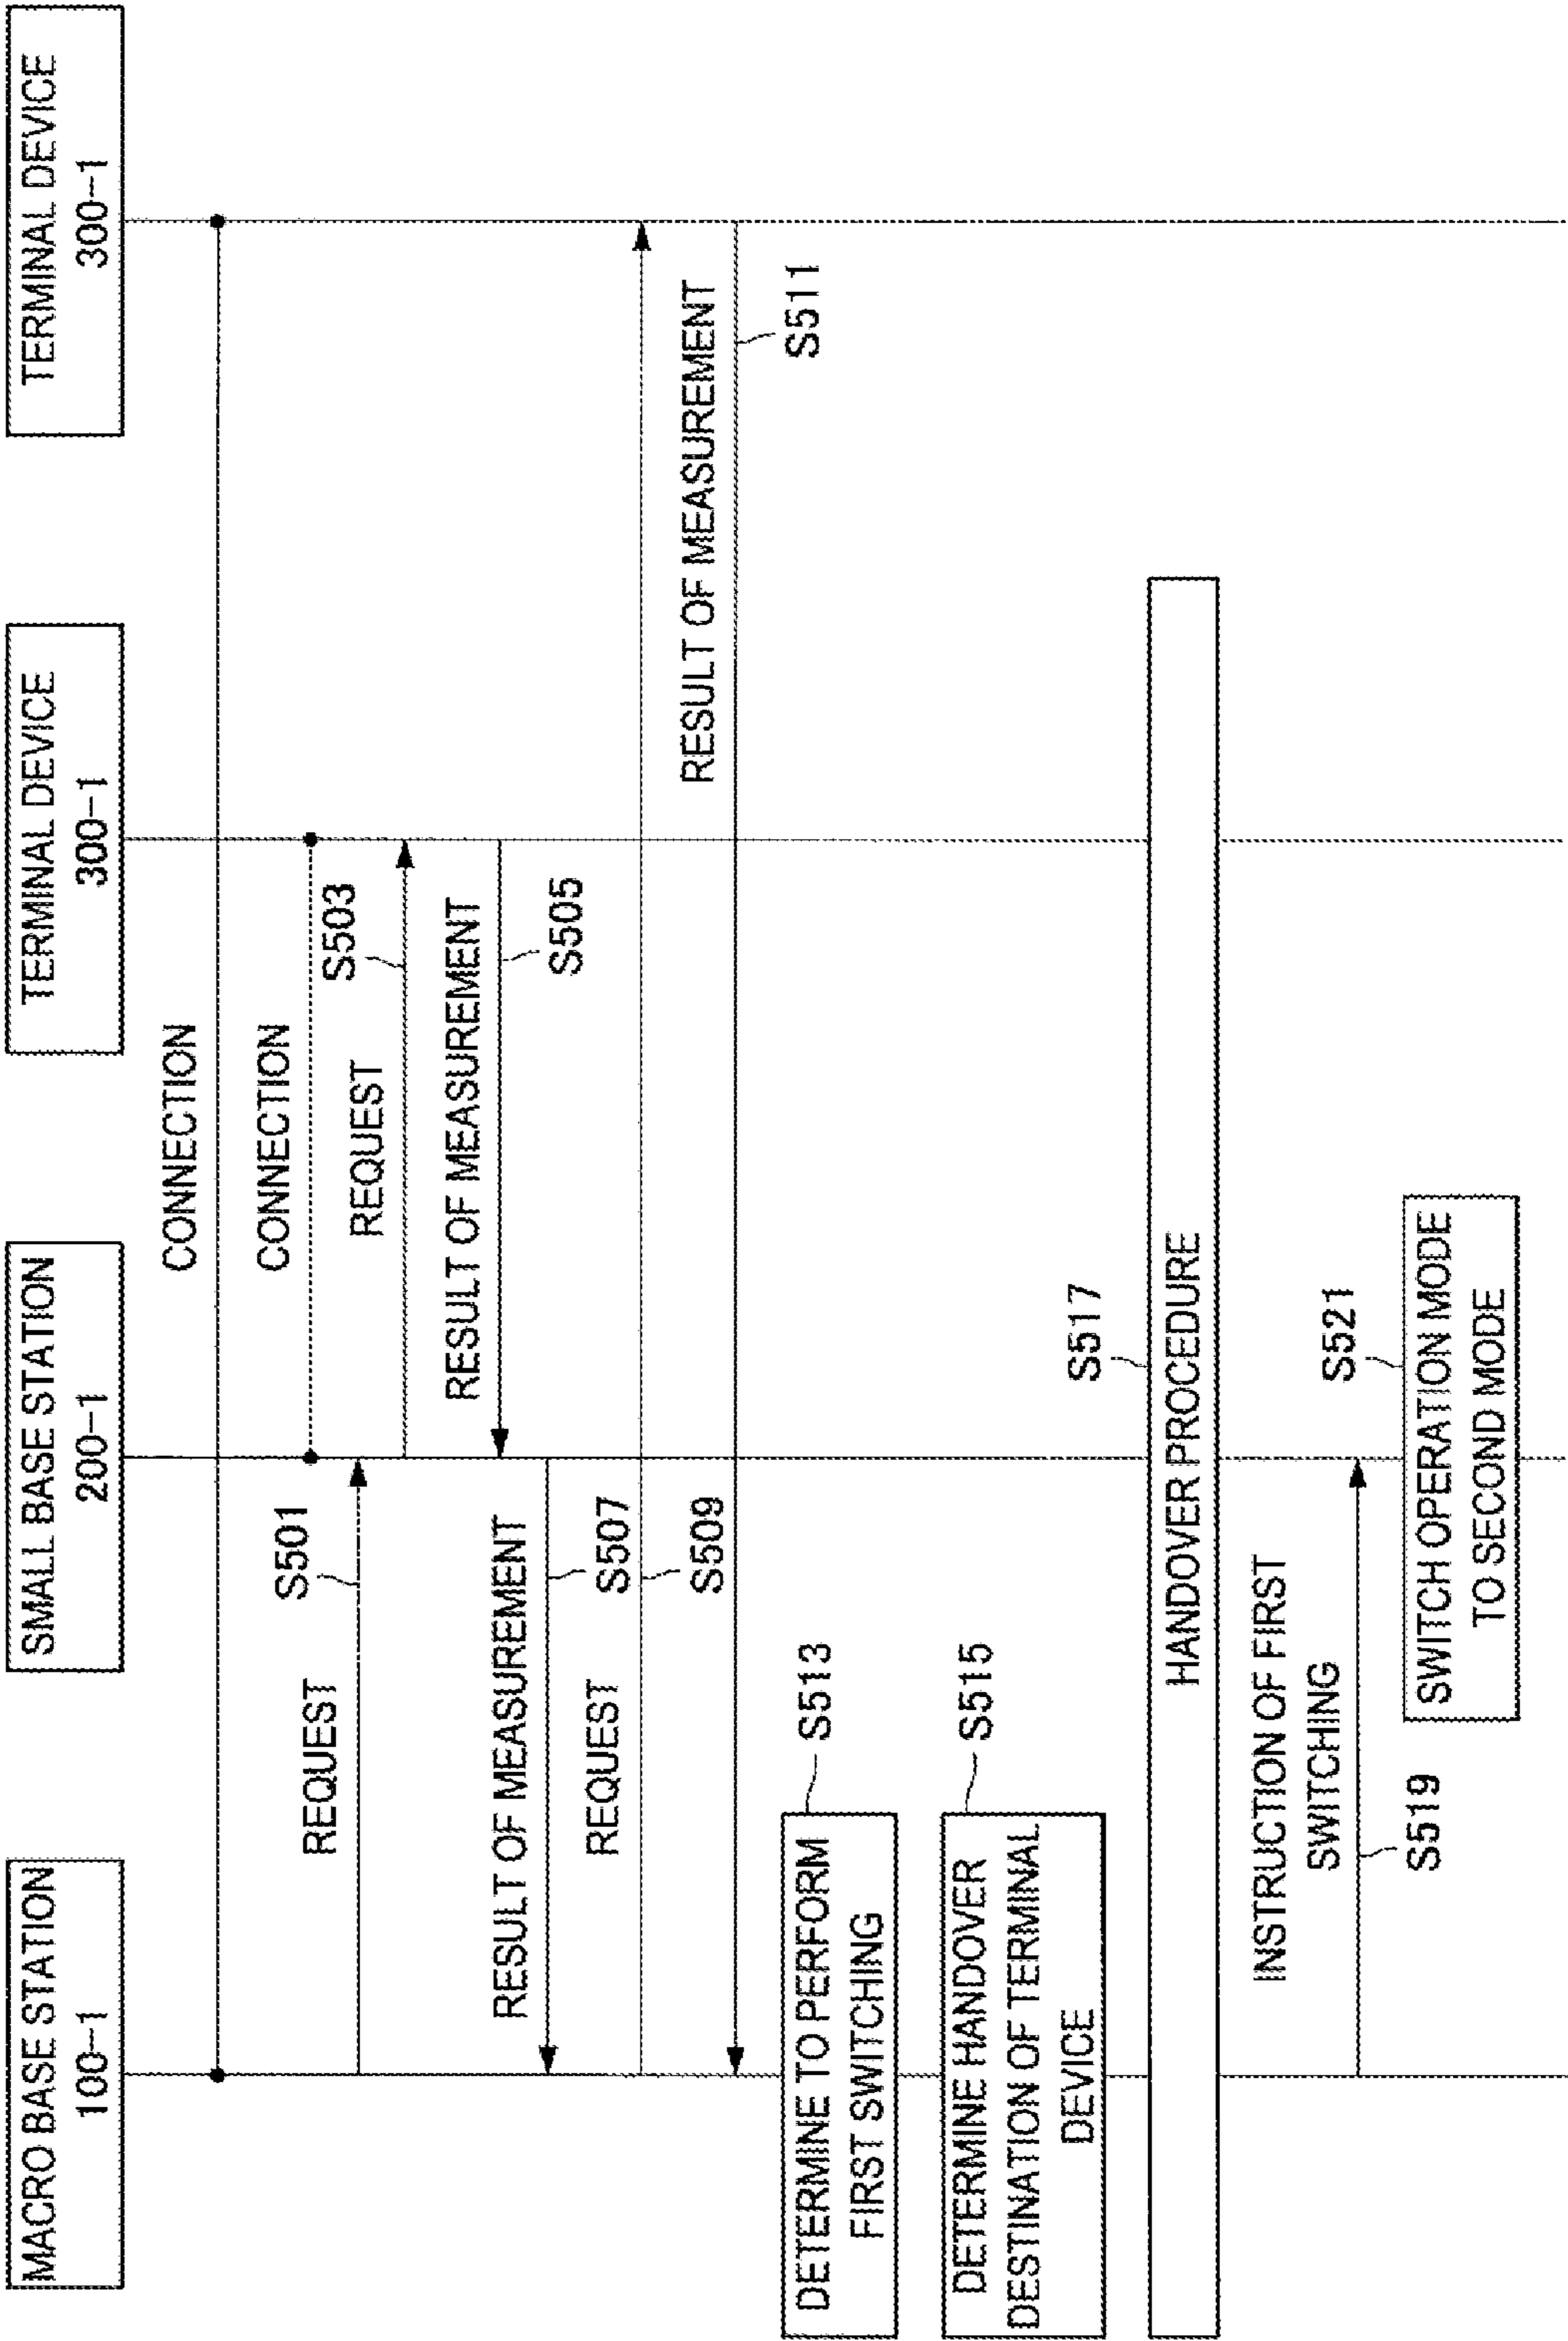 MACRO BASE STATION
100-1
SMALL BASE STATION
200-1
TERMINAL DEVICE
300-1
TERMINAL DEVICE
300-1
CONNECTION
CONNECTION
REQUEST
S501
REQUEST
S503
RESULT OF MEASUREMENT
S505
RESULT OF MEASUREMENT
S507
REQUEST
S509
RESULT OF MEASUREMENT
S511
DETERMINE TO PERFORM
FIRST SWITCHING
S513
DETERMINE HANDOVER
DESTINATION OF TERMINAL
DEVICE
S515
S517
HANDOVER PROCEDURE
INSTRUCTION OF FIRST
SWITCHING
S519
S521
SWITCH OPERATION MODE
TO SECOND MODE